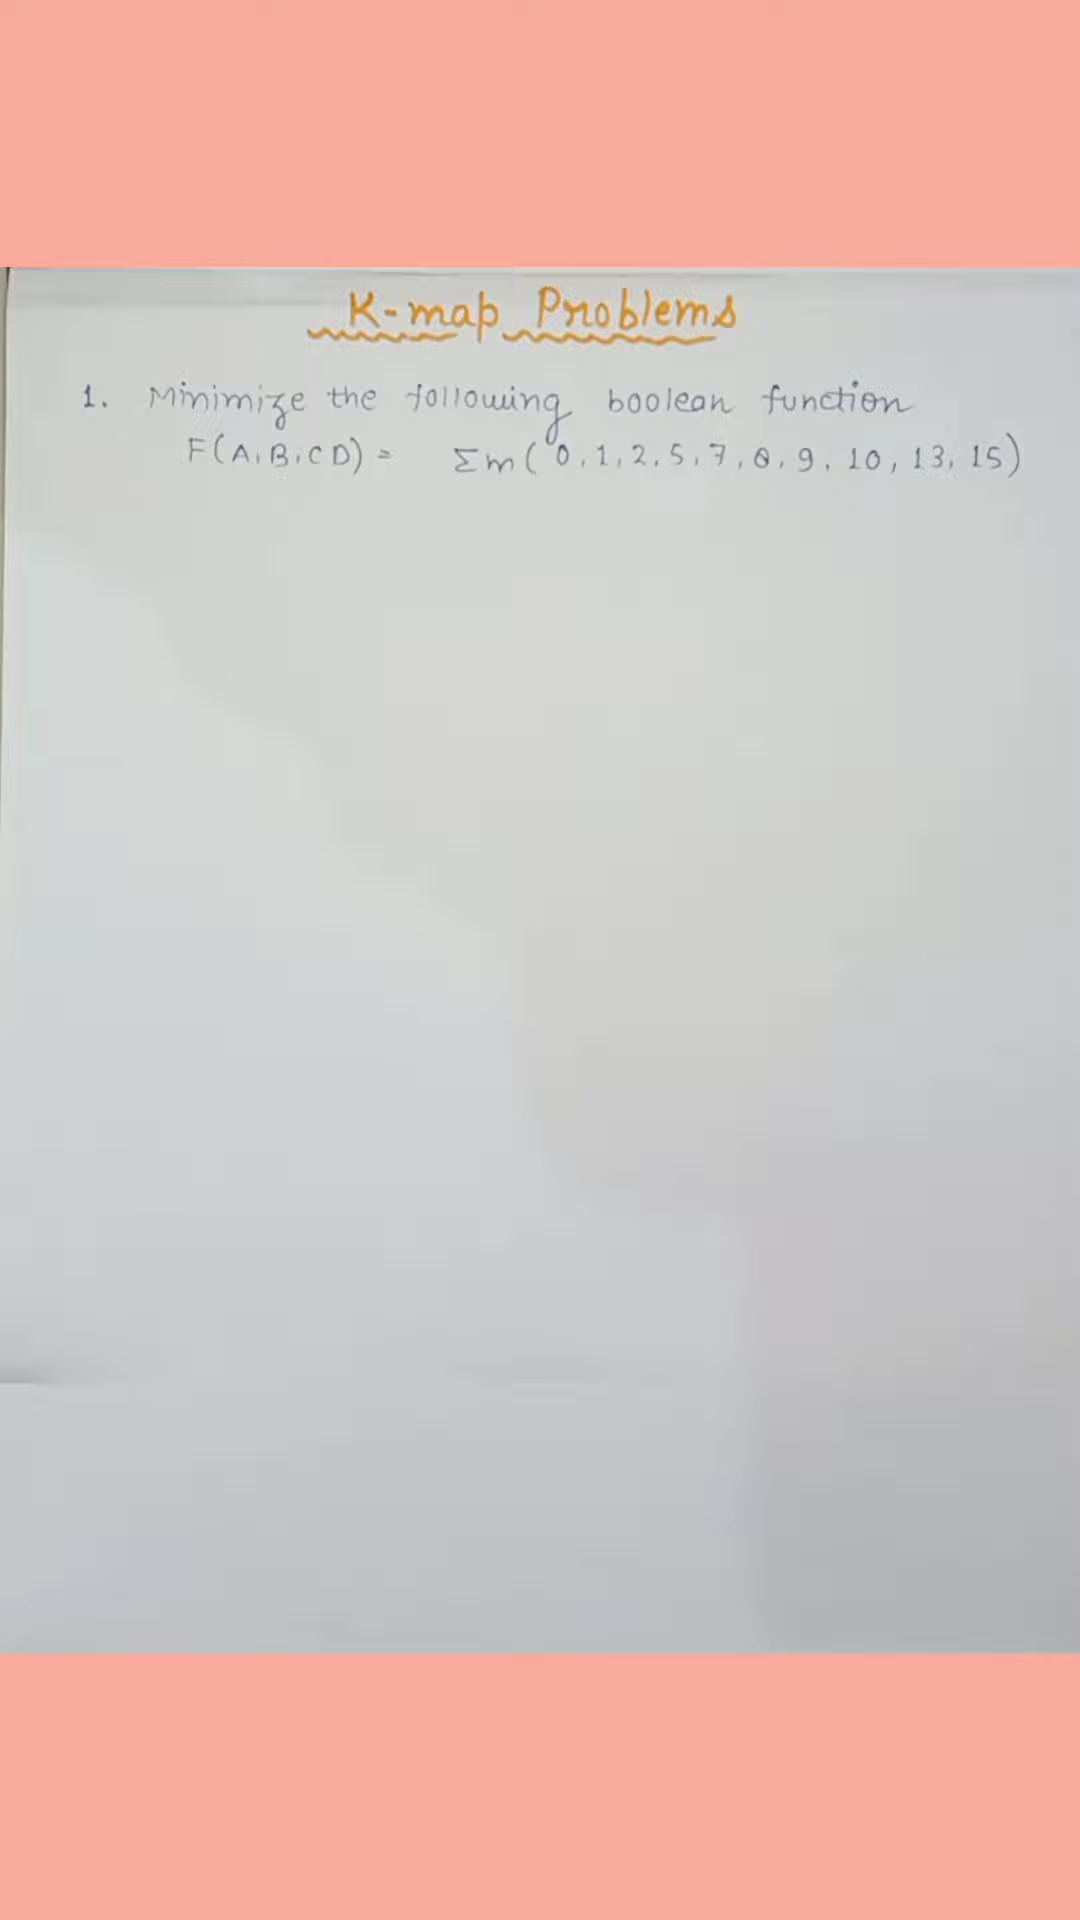 K-map Problems
1. Minimize the following boolean function
F(A,B,CD) = Σm(0,1,2,5,7,8,9,10,13,15)